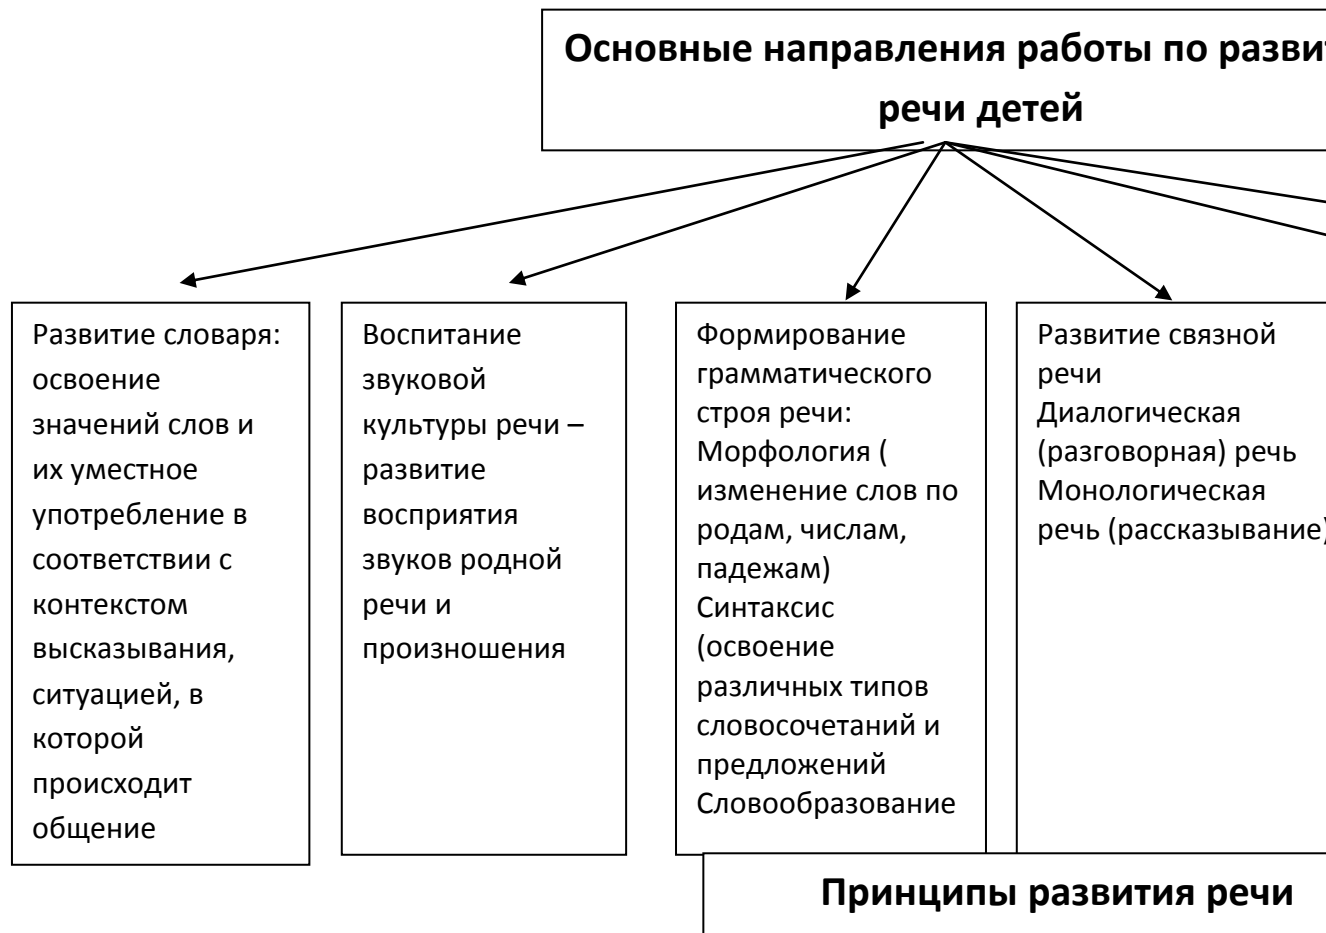 Основные направления работы по разви
речи детей
Развитие словаря:
освоение
значений слов и
их уместное
употребление в
соответствии с
контекстом
высказывания,
ситуацией, в
которой
происходит
общение
Воспитание
звуковой
культуры речи –
развитие
восприятия
звуков родной
речи и
произношения
Формирование
грамматического
строя речи:
Морфология (
изменение слов по
родам, числам,
падежам)
Синтаксис
(освоение
различных типов
словосочетаний и
предложений
Словообразование
Развитие связной
речи
Диалогическая
(разговорная) речь
Монологическая
речь (рассказывание)
Принципы развития речи